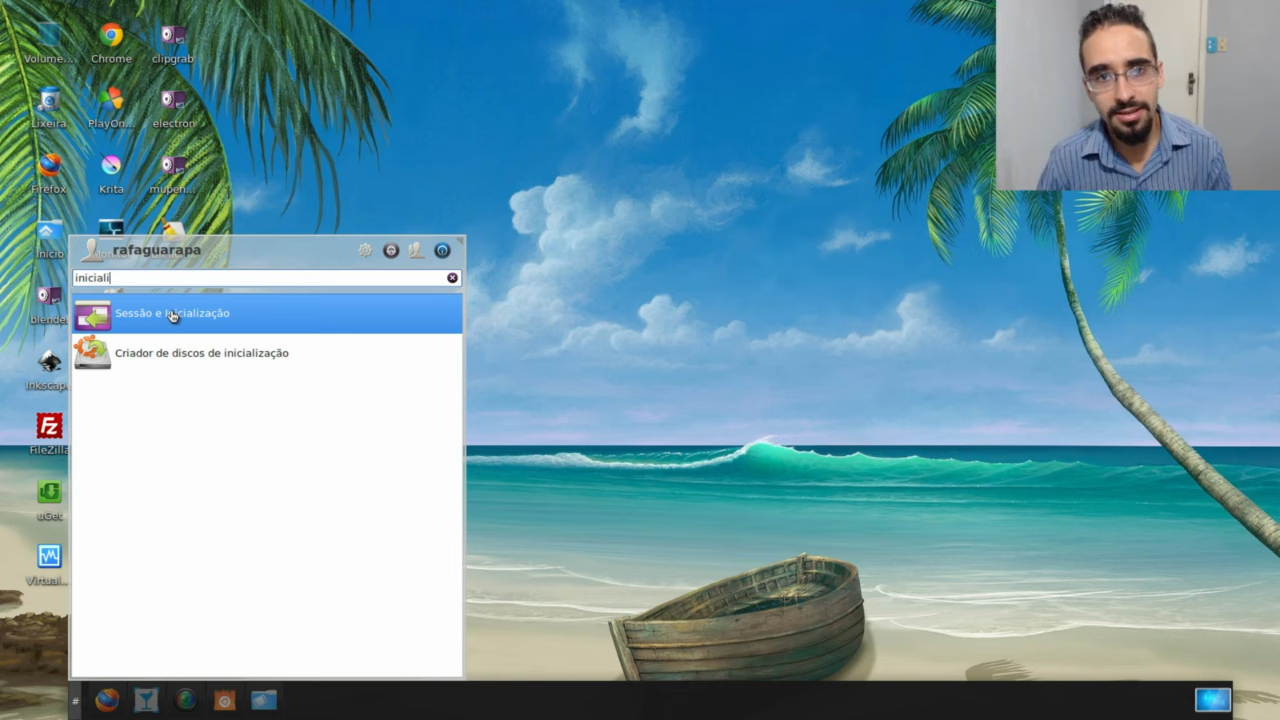 Volume...
Chrome
clipgrab
Lixeira
PlayOn...
electron
Firefox
Krita
mupen...
Início
rafaguarapa
iniciali
Sessão e Inicialização
Criador de discos de inicialização
blende
Inkscap
FileZilla
uGet
Virtual...
#